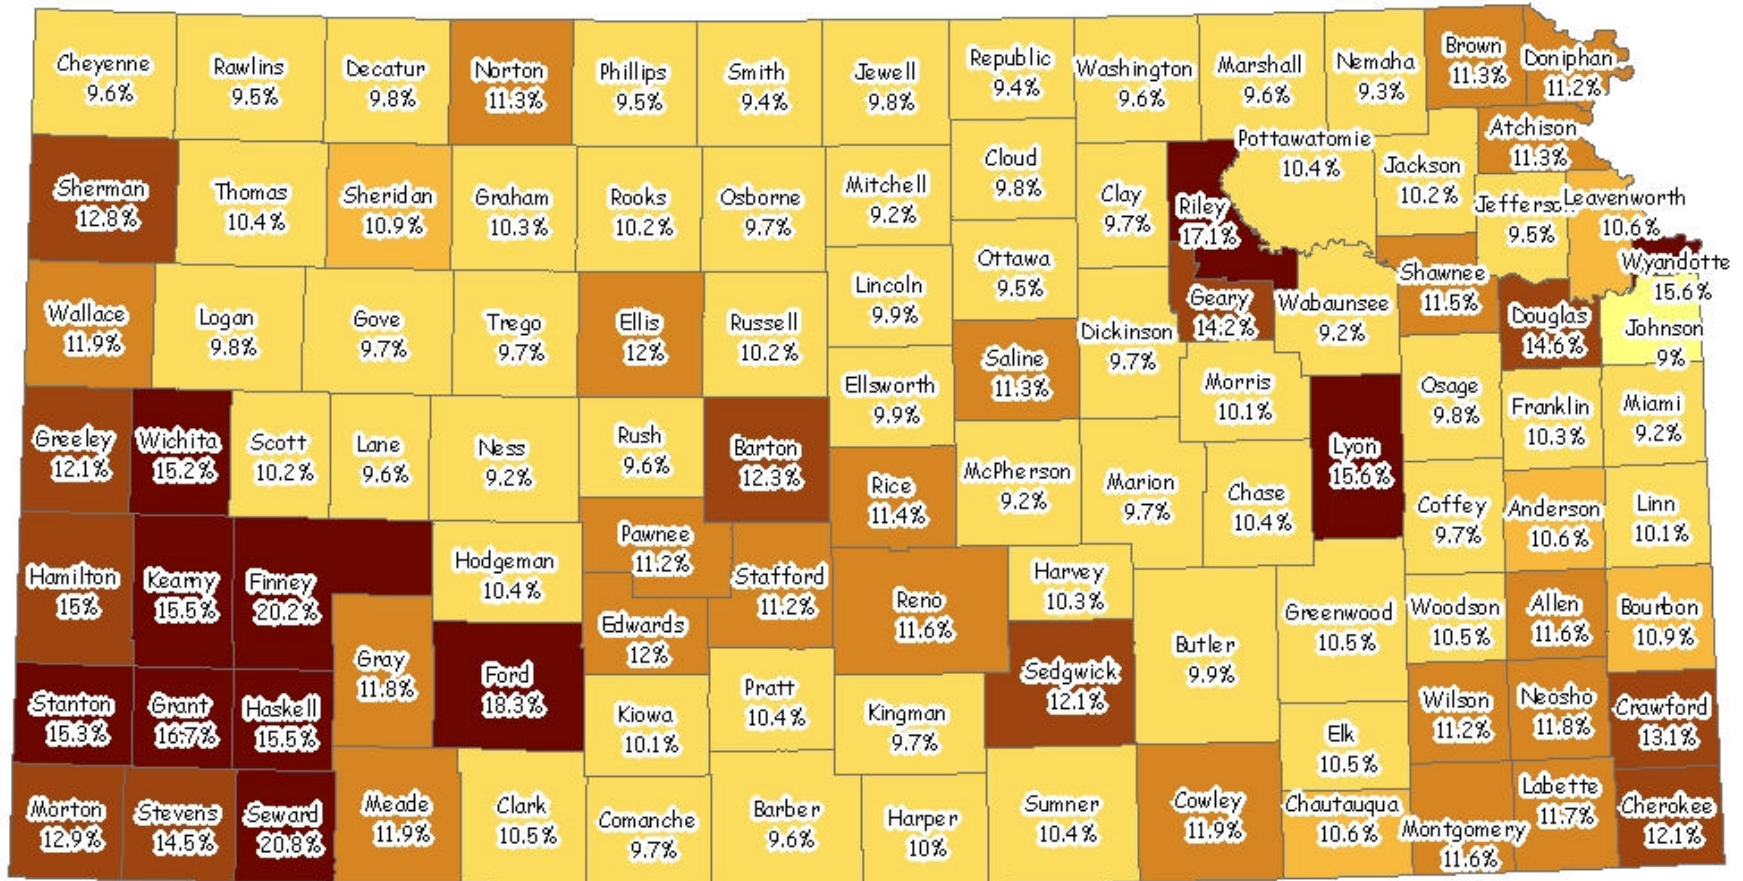 Cheyenne
9.6%
Rawlins
9.5%
Decatur
9.8%
Norton
11.3%
Phillips
9.5%
Smith
9.4%
Jewell
9.8%
Republic
9.4%
Washington
9.6%
Marshall
9.6%
Nemaha
9.3%
Brown
11.3%
Doniphan
11.2%
Sherman
12.8%
Thomas
10.4%
Sheridan
10.9%
Graham
10.3%
Rooks
10.2%
Osborne
9.7%
Mitchell
9.2%
Cloud
9.8%
Clay
9.7%
Riley
17.1%
Pottawatomie
10.4%
Jackson
10.2%
Atchison
11.3%
Jefferso
9.5%
Leavenworth
10.6%
Wyandotte
15.6%
Wallace
11.9%
Logan
9.8%
Gove
9.7%
Trego
9.7%
Ellis
12%
Russell
10.2%
Lincoln
9.9%
Ottawa
9.5%
Saline
11.3%
Dickinson
9.7%
Geary
14.2%
Wabaunsee
9.2%
Shawnee
11.5%
Douglas
14.6%
Johnson
9%
Greeley
12.1%
Wichita
15.2%
Scott
10.2%
Lane
9.6%
Ness
9.2%
Rush
9.6%
Barton
12.3%
Ellsworth
9.9%
Rice
11.4%
McPherson
9.2%
Marion
9.7%
Morris
10.1%
Chase
10.4%
Lyon
15.6%
Osage
9.8%
Franklin
10.3%
Miami
9.2%
Coffey
9.7%
Anderson
10.6%
Linn
10.1%
Hamilton
15%
Kearny
15.5%
Finney
20.2%
Hodgeman
10.4%
Pawnee
11.2%
Stafford
11.2%
Edwards
12%
Reno
11.6%
Harvey
10.3%
Butler
9.9%
Greenwood
10.5%
Woodson
10.5%
Allen
11.6%
Bourbon
10.9%
Stanton
15.3%
Grant
16.7%
Haskell
15.5%
Gray
11.8%
Ford
18.3%
Kiowa
10.1%
Pratt
10.4%
Kingman
9.7%
Sedgwick
12.1%
Elk
10.5%
Wilson
11.2%
Neosho
11.8%
Crawford
13.1%
Morton
12.9%
Stevens
14.5%
Seward
20.8%
Meade
11.9%
Clark
10.5%
Comanche
9.7%
Barber
9.6%
Harper
10%
Sumner
10.4%
Cowley
11.9%
Chautauqua
10.6%
Montgomery
11.6%
Labette
11.7%
Cherokee
12.1%